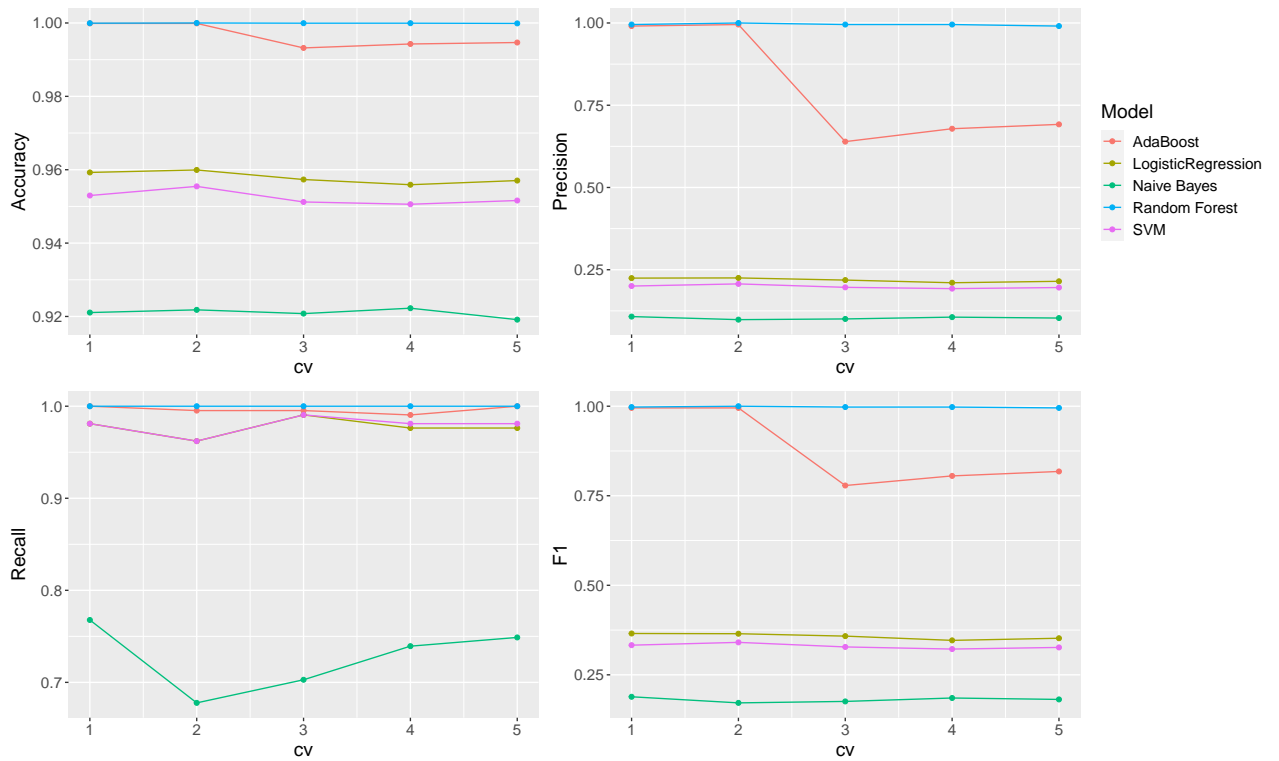 Accuracy
1.00
0.98
0.96
0.94
0.92
1 2 3 4 5
cv
Precision
1.00
0.75
0.50
0.25
1 2 3 4 5
cv
Model
AdaBoost
LogisticRegression
Naive Bayes
Random Forest
SVM
Recall
1.0
0.9
0.8
0.7
1 2 3 4 5
cv
F1
1.00
0.75
0.50
0.25
1 2 3 4 5
cv